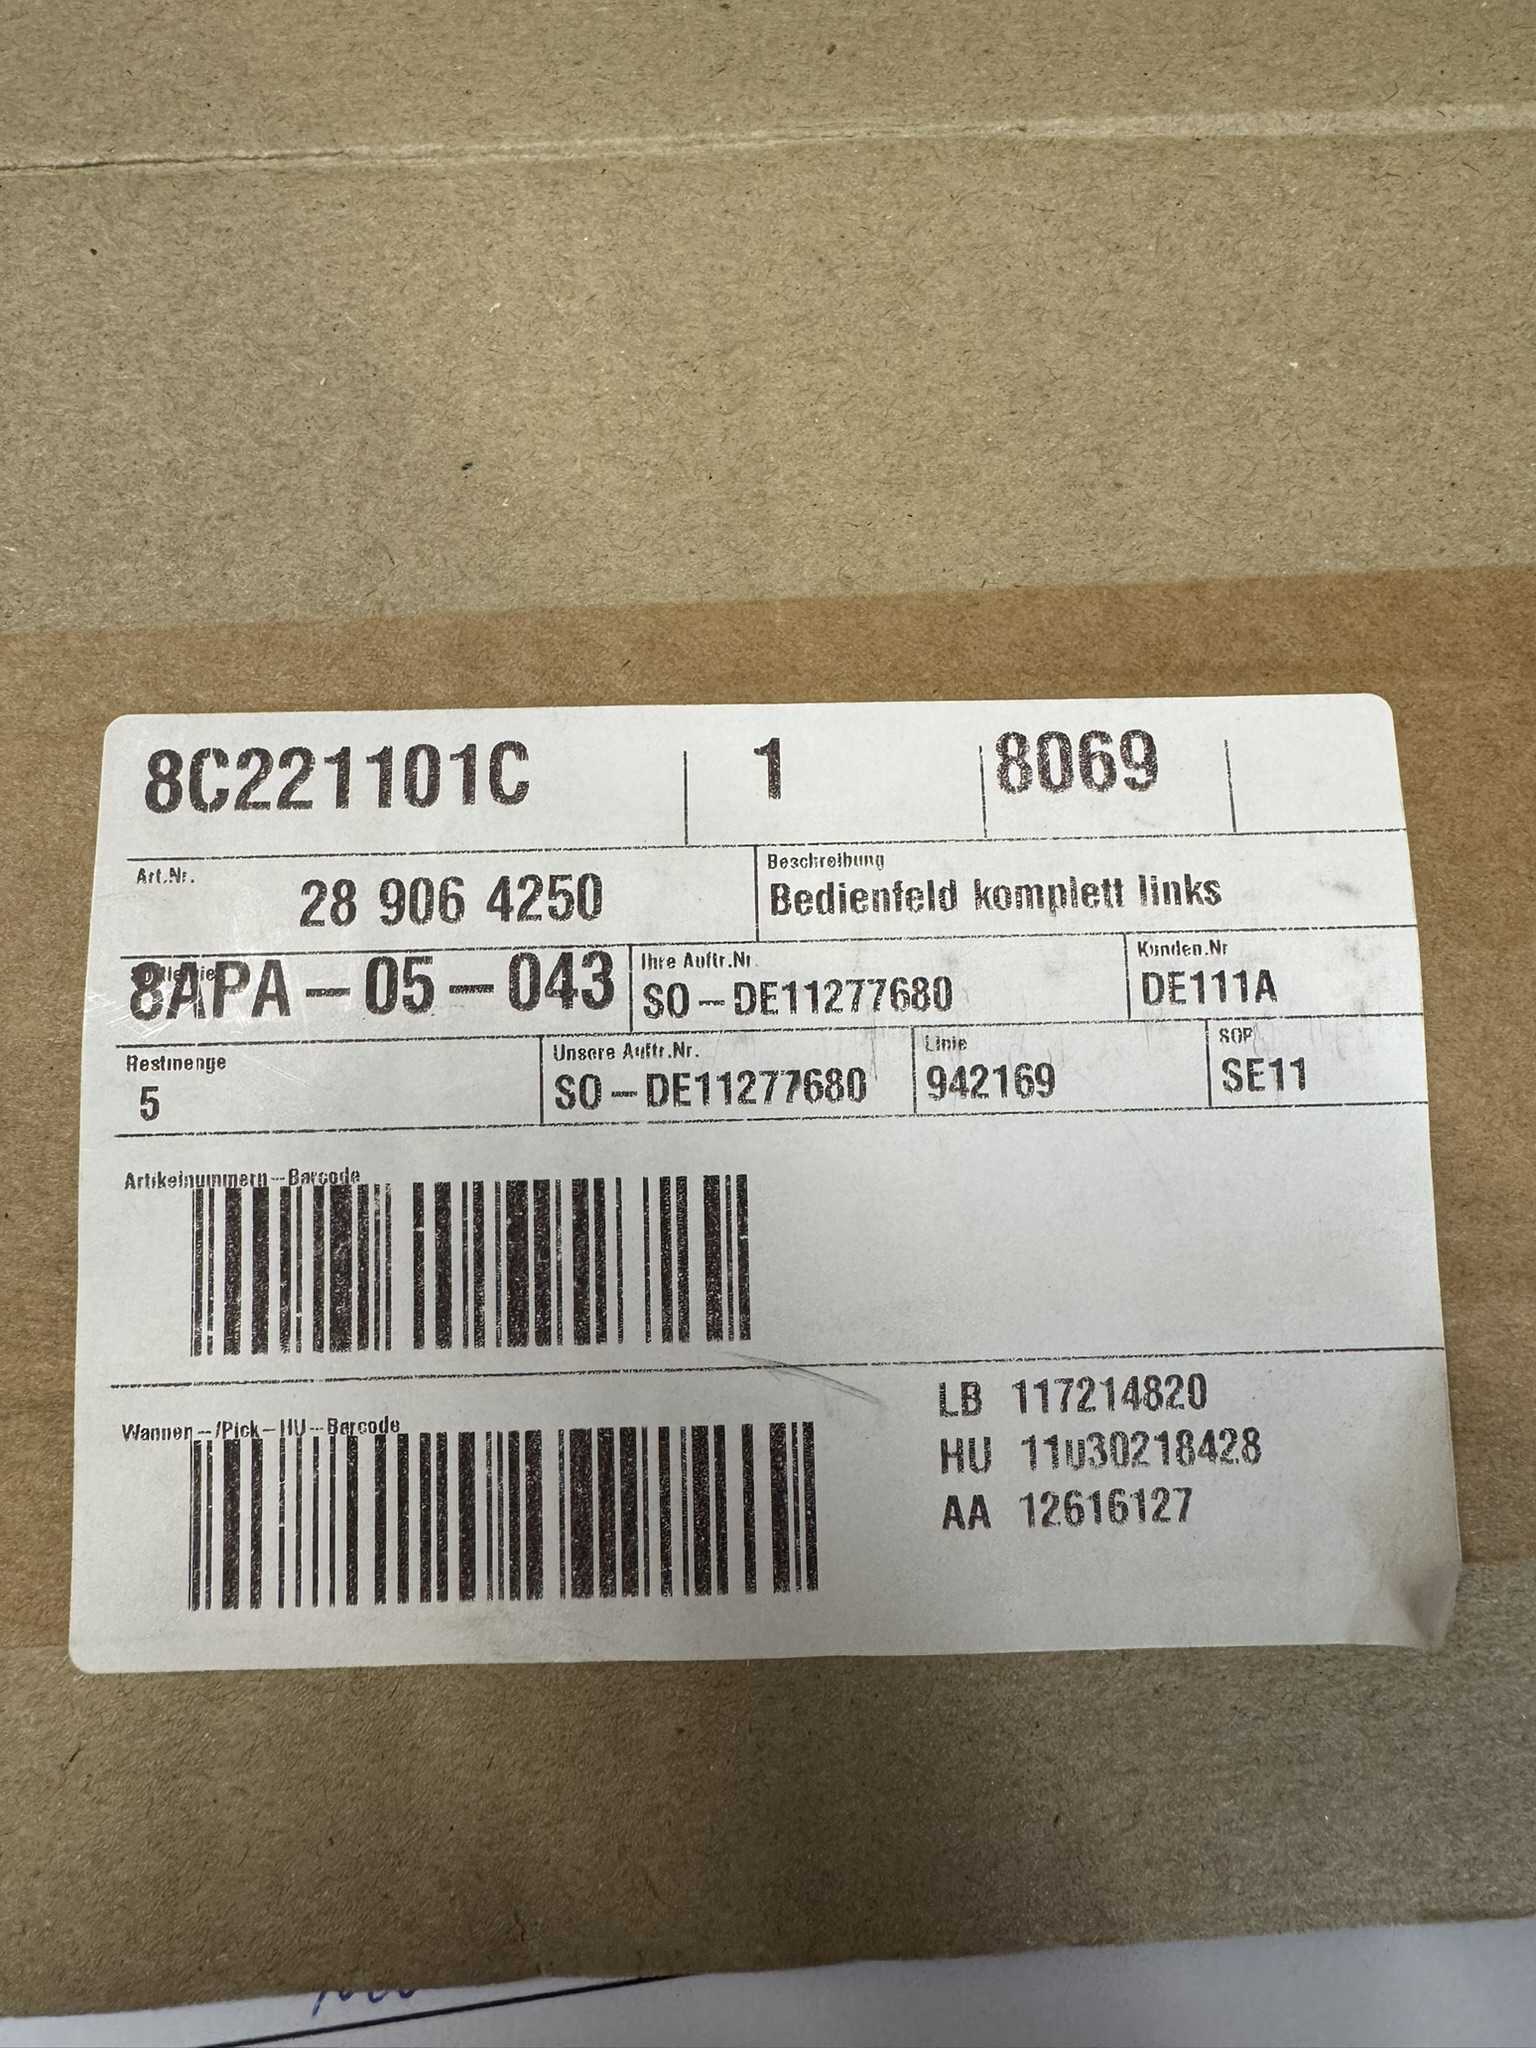 8C221101C 1 8069
Art.Nr. Beschreibung
28 906 4250 Bedienfeld komplett links
8APA-05-043 Ihre Auftr.Nr. Kunden.Nr
SO-DE11277680 DE111A
Restmenge Unsere Auftr.Nr. Linie SOP
5 SO-DE11277680 942169 SE11
Artikelnummern-Barcode
LB 117214820
Wannen-/Pick-HU-Barcode
HU 11030218428
AA 12616127